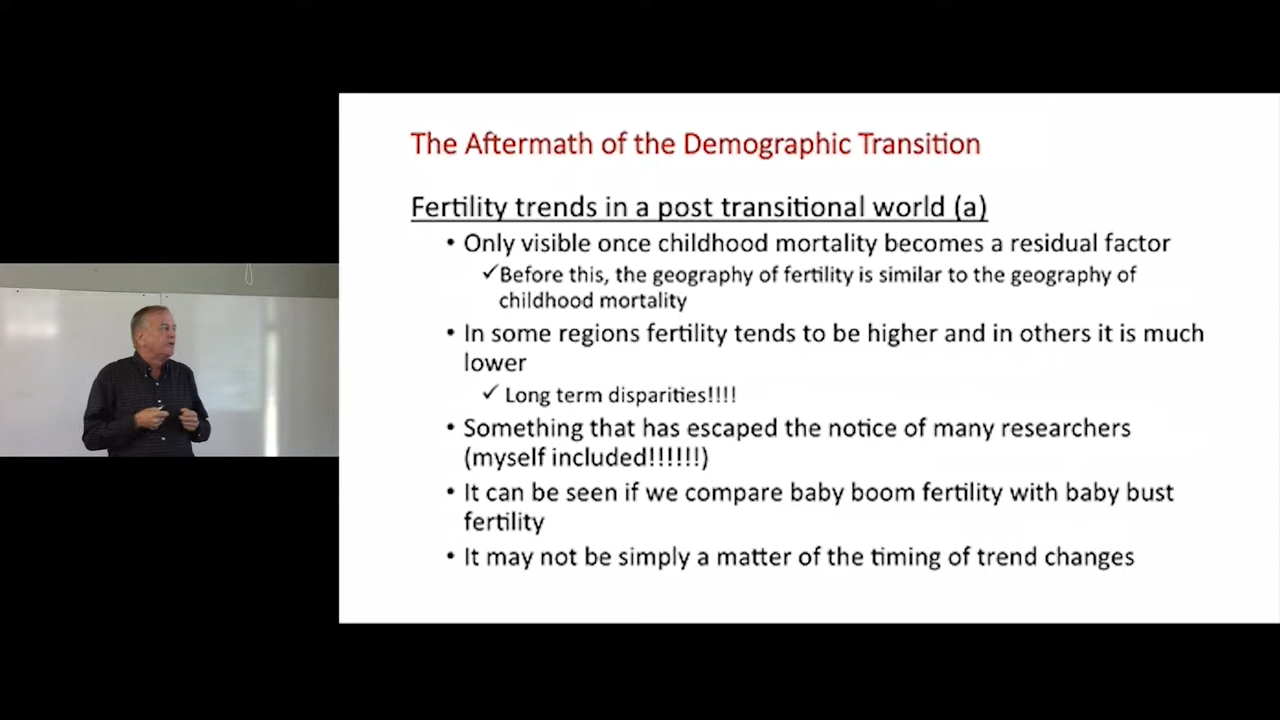 The Aftermath of the Demographic Transition
Fertility trends in a post transitional world (a)
• Only visible once childhood mortality becomes a residual factor
✓Before this, the geography of fertility is similar to the geography of
childhood mortality
• In some regions fertility tends to be higher and in others it is much
lower
✓ Long term disparities!!!!
• Something that has escaped the notice of many researchers
(myself included!!!!!!)
• It can be seen if we compare baby boom fertility with baby bust
fertility
• It may not be simply a matter of the timing of trend changes